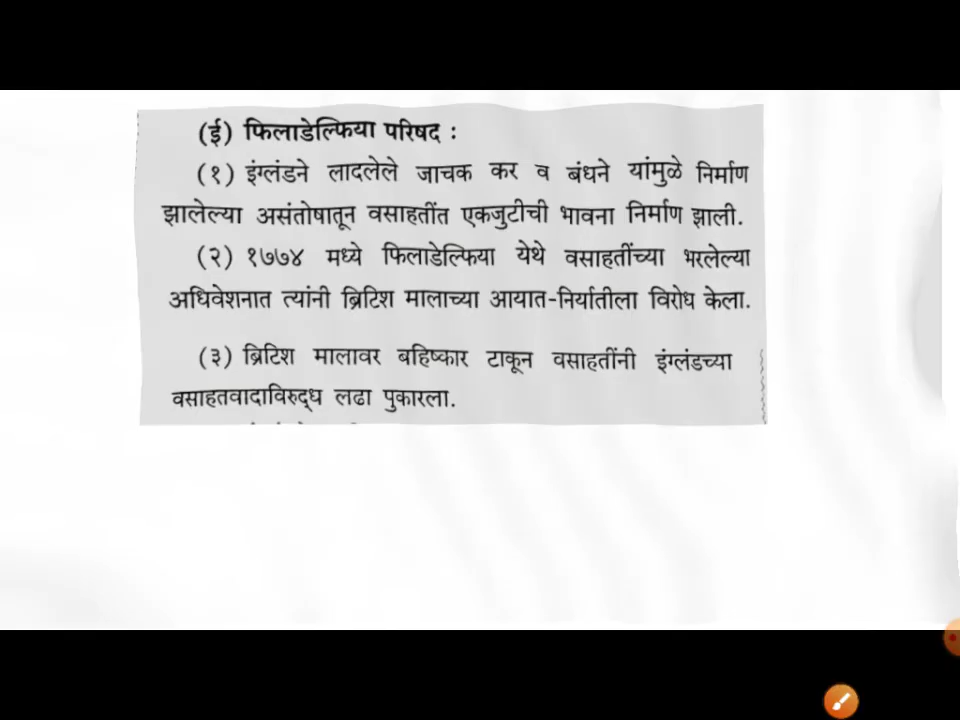 (ई) फिलाडेल्फिया परिषद :
(१) इंग्लंडने लादलेले जाचक कर व बंधने यांमुळे निर्माण
झालेल्या असंतोषातून वसाहतींत एकजुटीची भावना निर्माण झाली.
(२) १७७४ मध्ये फिलाडेल्फिया येथे वसाहतींच्या भरलेल्या
अधिवेशनात त्यांनी ब्रिटिश मालाच्या आयात-निर्यातीला विरोध केला.
(३) ब्रिटिश मालावर बहिष्कार टाकून वसाहतींनी इंग्लंडच्या
वसाहतवादाविरुद्ध लढा पुकारला.